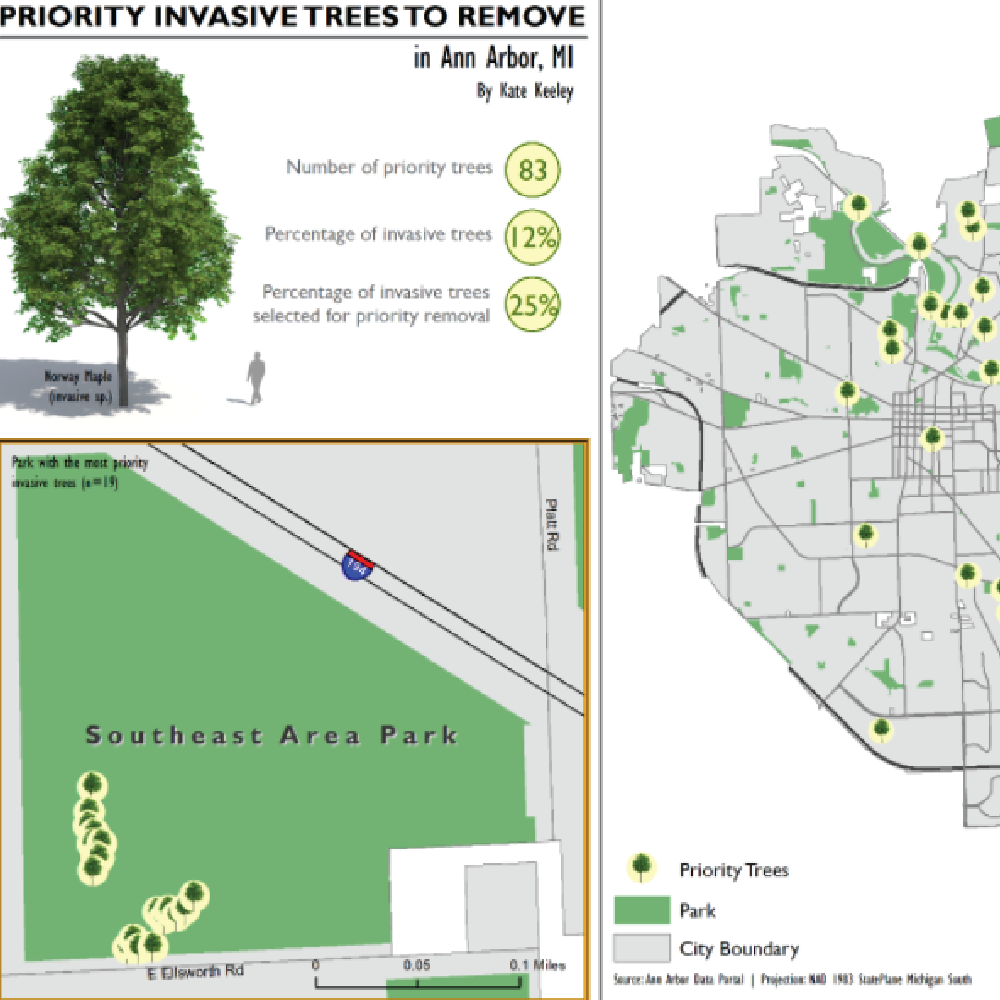 PRIORITY INVASIVE TREES TO REMOVE
in Ann Arbor, MI
By Kate Keeley
Number of priority trees 83
Percentage of invasive trees 12%
Percentage of invasive trees
selected for priority removal 25%
Norway Maple
(invasive sp.)
Park with the most priority
invasive trees (n=19)
Platt Rd
I94
Southeast Area Park
E Ellsworth Rd
0 0.05 0.1 Miles
Priority Trees
Park
City Boundary
Source: Ann Arbor Data Portal | Projection: NAD 1983 StatePlane Michigan South